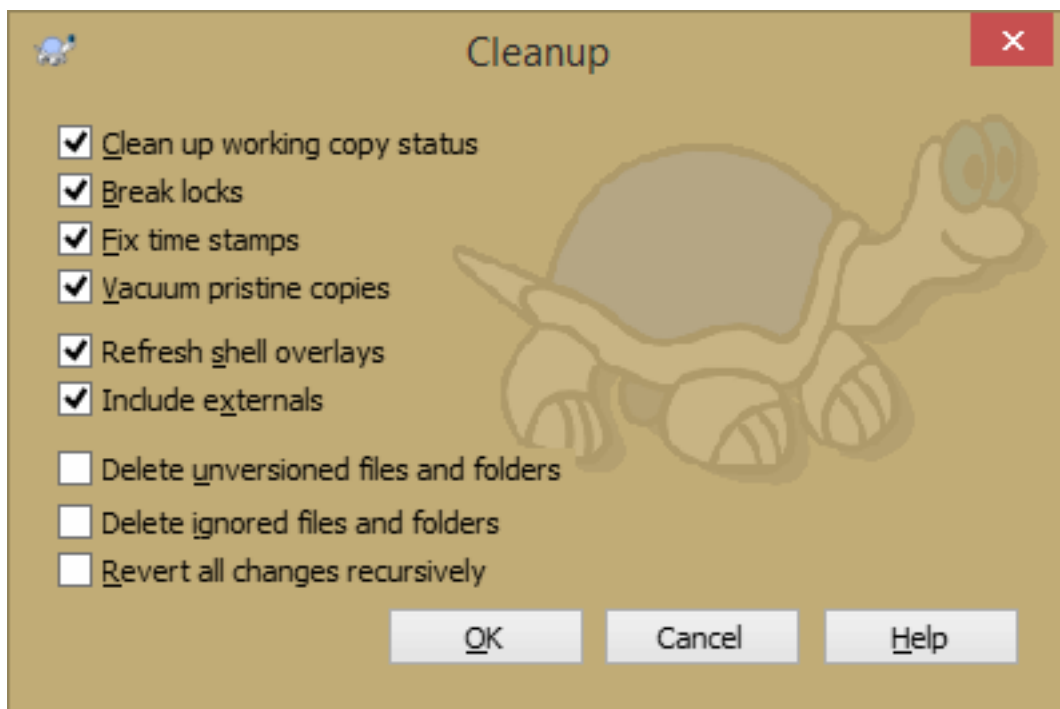 Cleanup
Clean up working copy status
Break locks
Fix time stamps
Vacuum pristine copies
Refresh shell overlays
Include externals
Delete unversioned files and folders
Delete ignored files and folders
Revert all changes recursively
OK Cancel Help